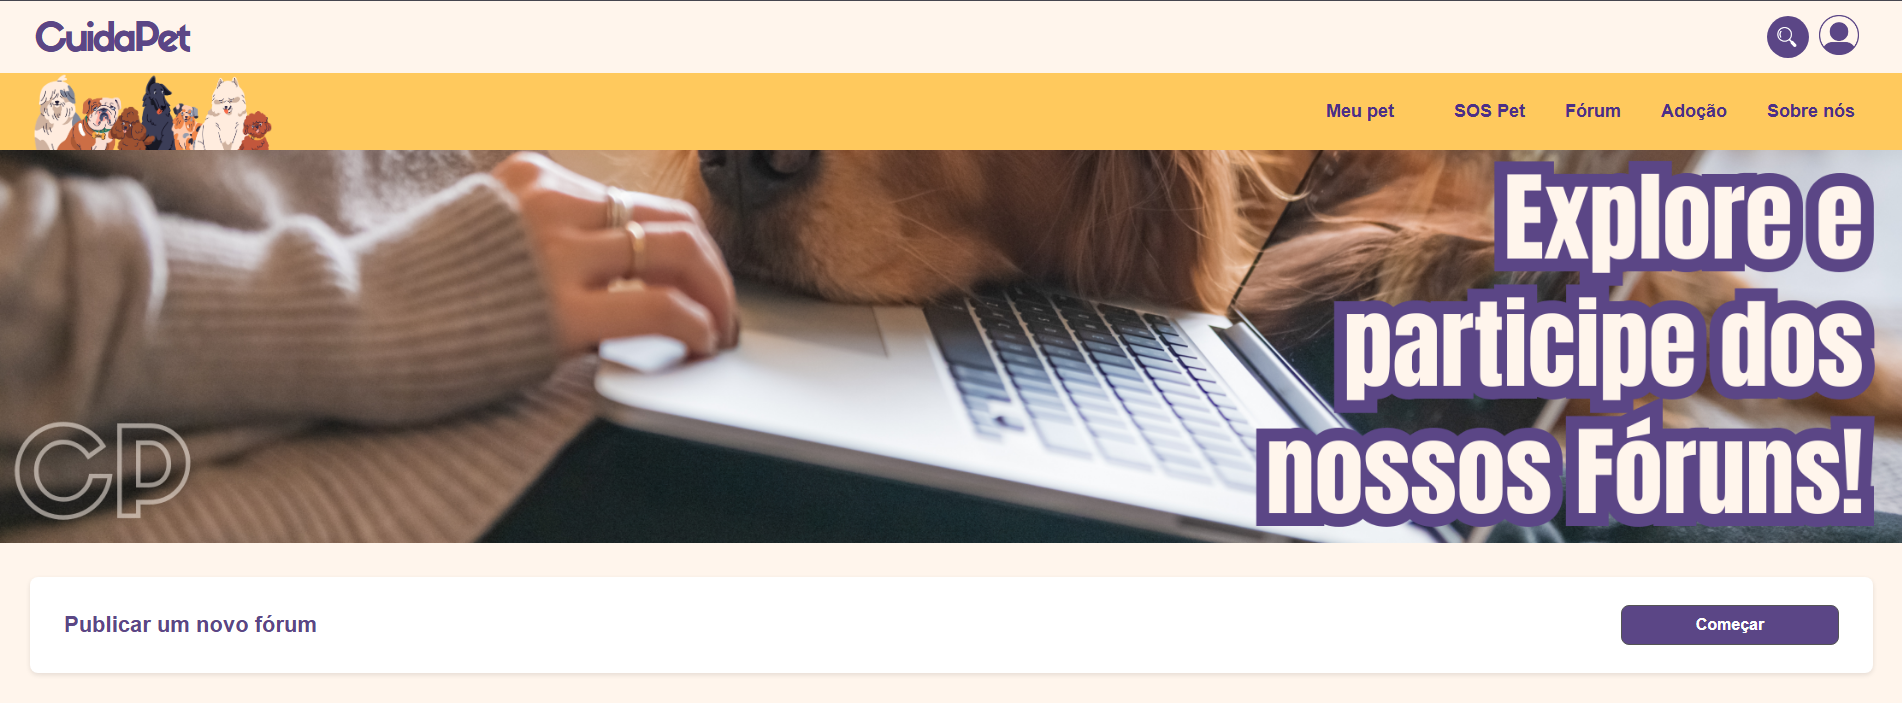 CuidaPet
Meu pet SOS Pet Fórum Adoção Sobre nós
Explore e
participe dos
nossos Fóruns!
CP
Publicar um novo fórum
Começar